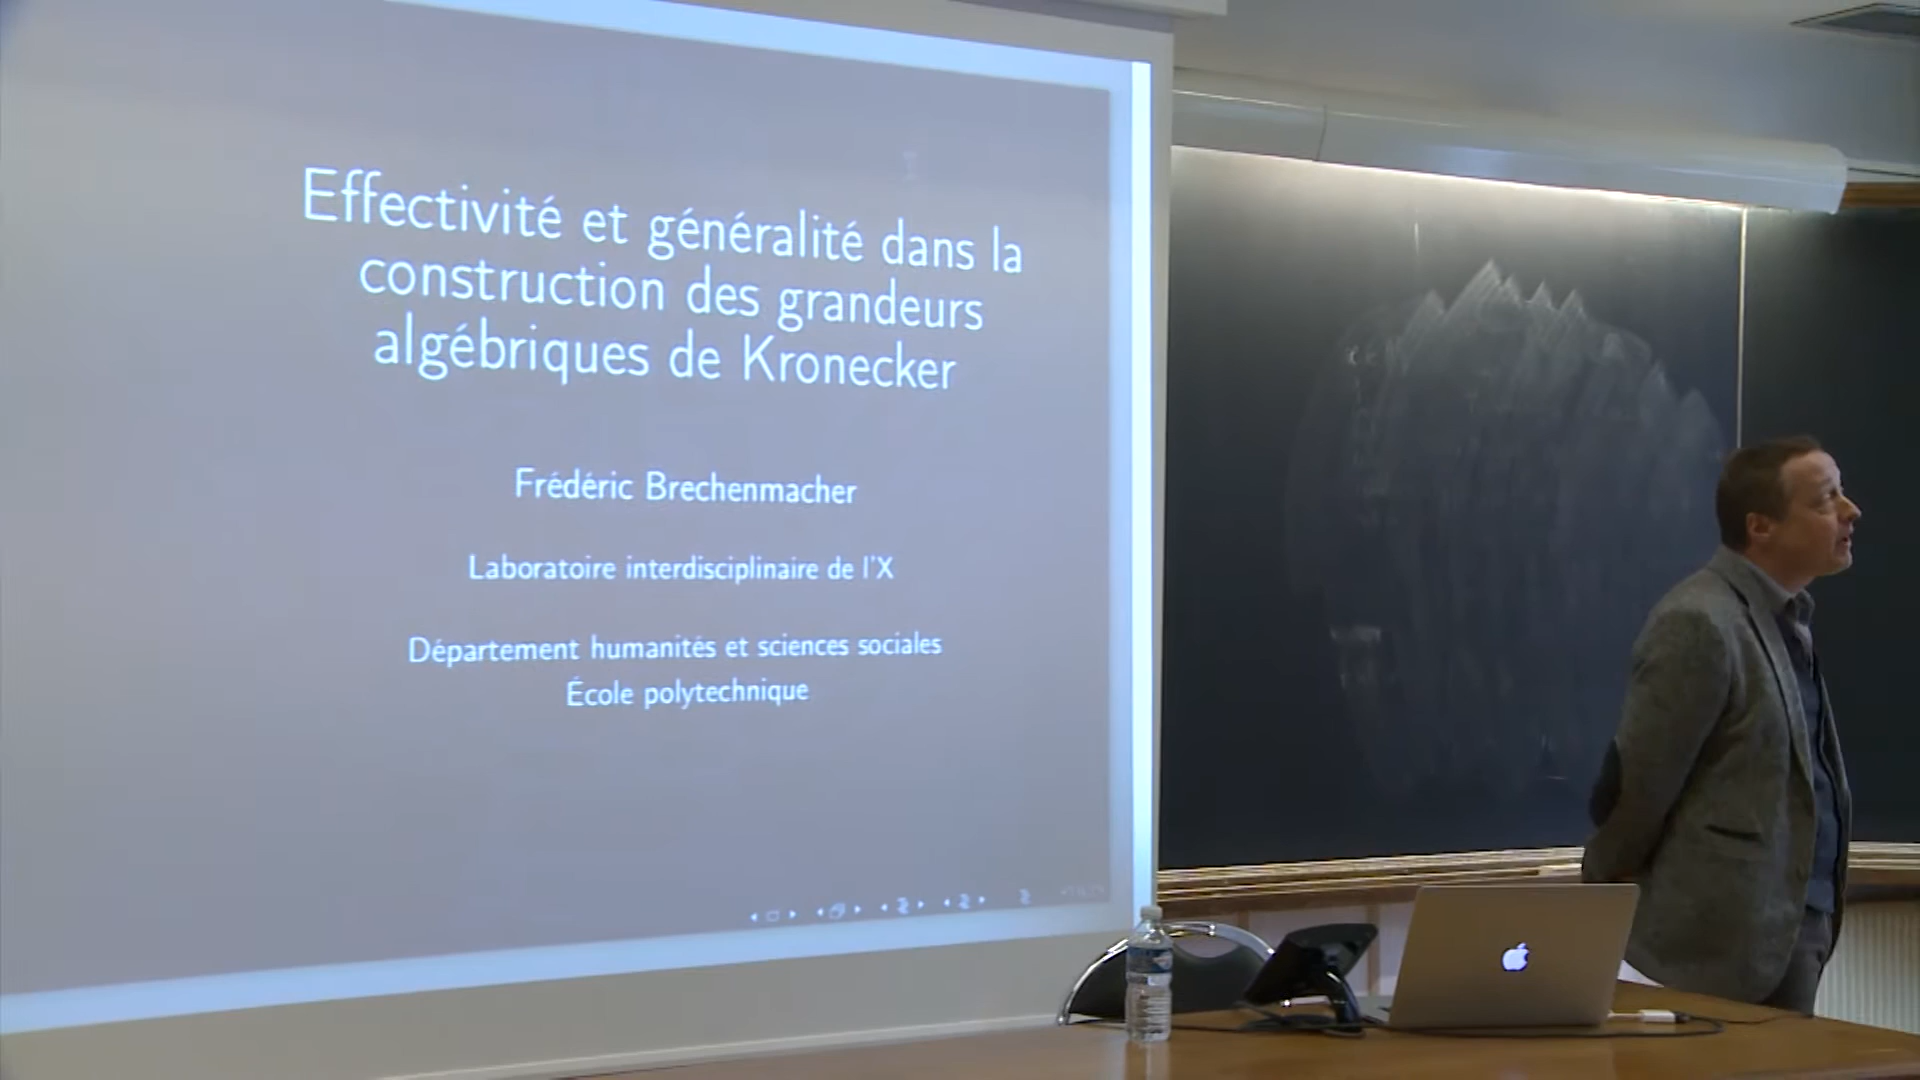 Effectivité et généralité dans la
construction des grandeurs
algébriques de Kronecker
Frédéric Brechenmacher
Laboratoire interdisciplinaire de l'X
Département humanités et sciences sociales
École polytechnique